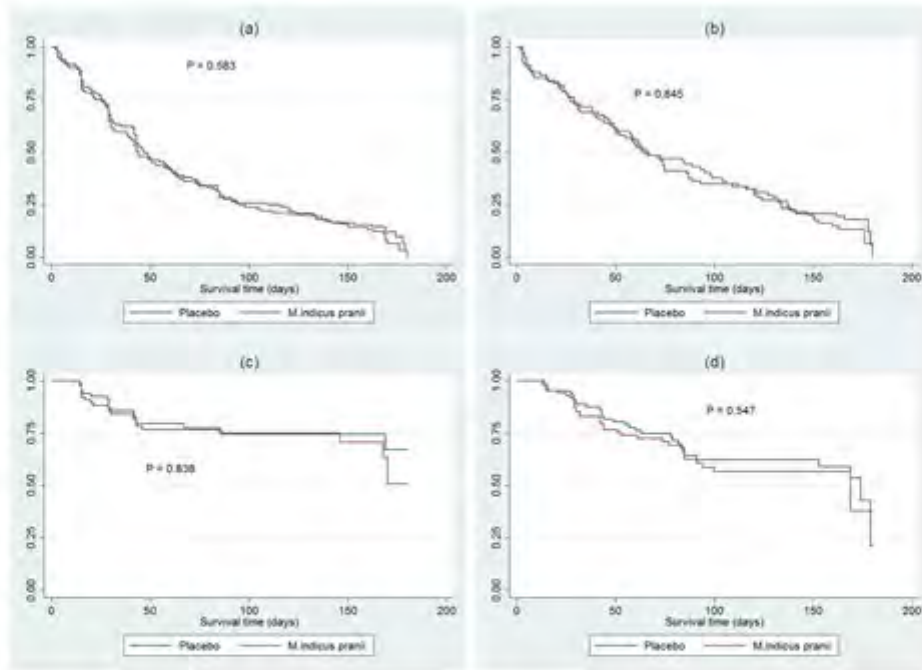 (a)
P = 0.583
1.00
0.75
0.50
0.25
0.00
0 50 100 150 200
Survival time (days)
Placebo M.indicus pranii
(b)
P = 0.845
1.00
0.75
0.50
0.25
0.00
0 50 100 150 200
Survival time (days)
Placebo M.indicus pranii
(c)
P = 0.838
1.00
0.75
0.50
0.25
0.00
0 50 100 150 200
Survival time (days)
Placebo M.indicus pranii
(d)
P = 0.547
1.00
0.75
0.50
0.25
0.00
0 50 100 150 200
Survival time (days)
Placebo M.indicus pranii